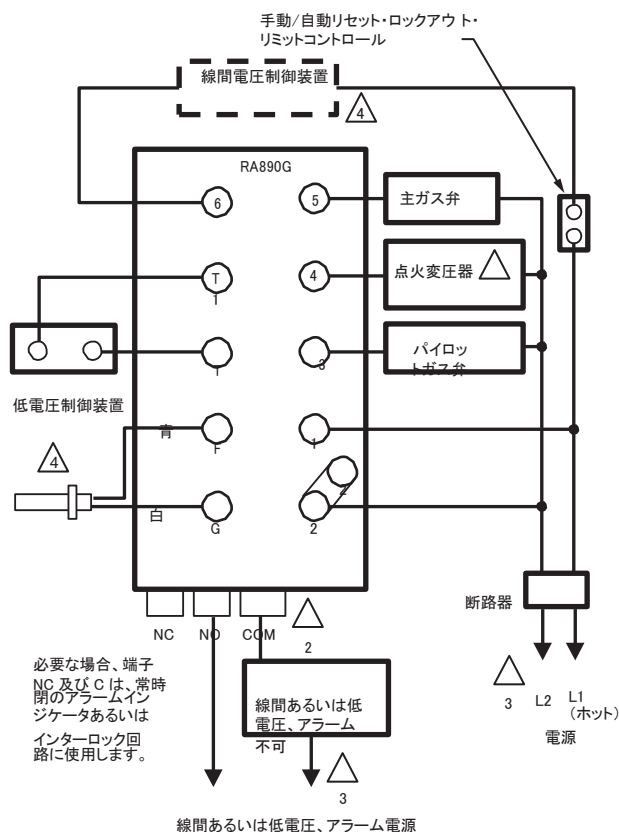 手動/自動リセット・ロックアウト・
リミットコントロール
線間電圧制御装置
4
RA890G
6
5
主ガス弁
T
1
4
点火変圧器
T
3
パイロッ
トガス弁
低電圧制御装置
青
F
1
4
白
G
2
2
断路器
NC
NO
COM
2
必要な場合、端子
NC 及び C は、常時
閉のアラームイン
ジケータあるいは
インターロック回
路に使用します。
線間あるいは低
電圧、アラーム
不可
3
L2
L1
(ホット)
電源
3
線間あるいは低電圧、アラーム電源